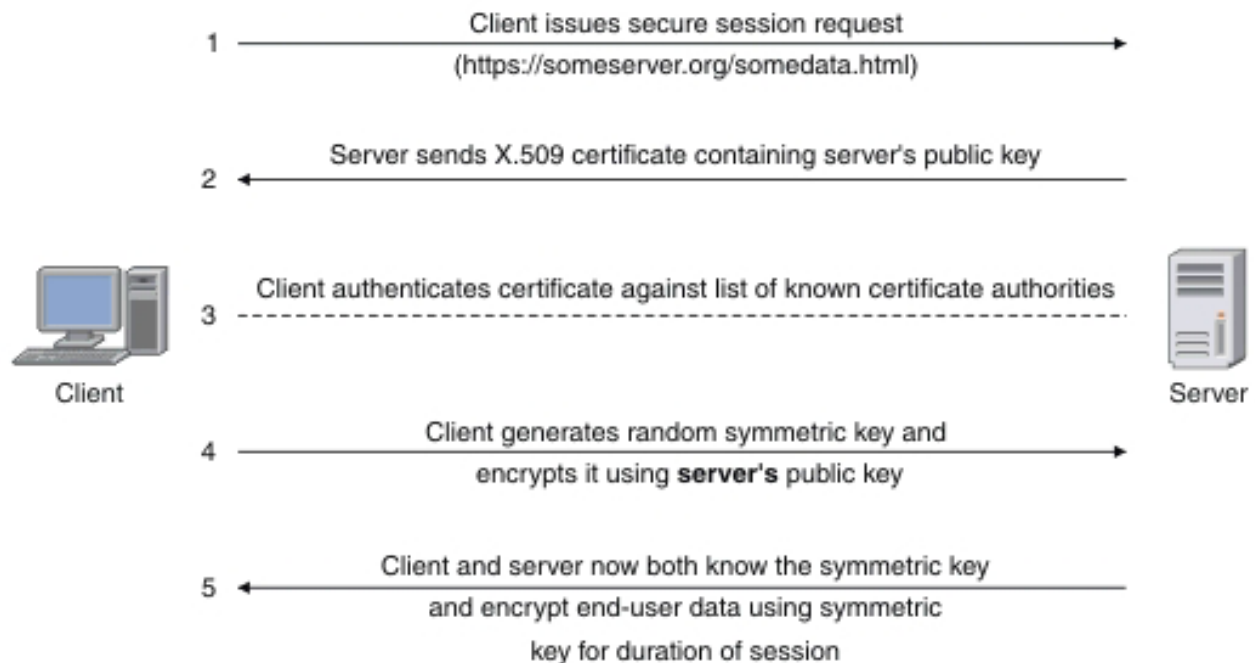 Client issues secure session request
1
(https://someserver.org/somedata.html)
Server sends X.509 certificate containing server's public key
2
Client authenticates certificate against list of known certificate authorities
3
Client
Server
Client generates random symmetric key and
4
encrypts it using server's public key
Client and server now both know the symmetric key
5
and encrypt end-user data using symmetric
key for duration of session